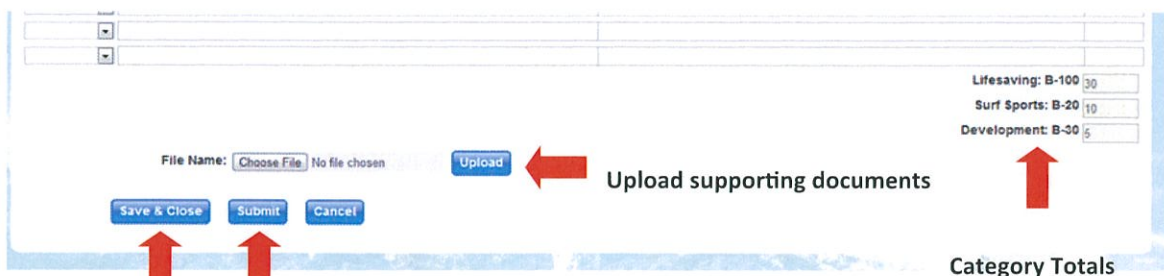 Lifesaving: B-100 30
Surf Sports: B-20 10
Development: B-30 5
File Name: Choose File No file chosen Upload
Upload supporting documents
Save & Close Submit Cancel
Category Totals